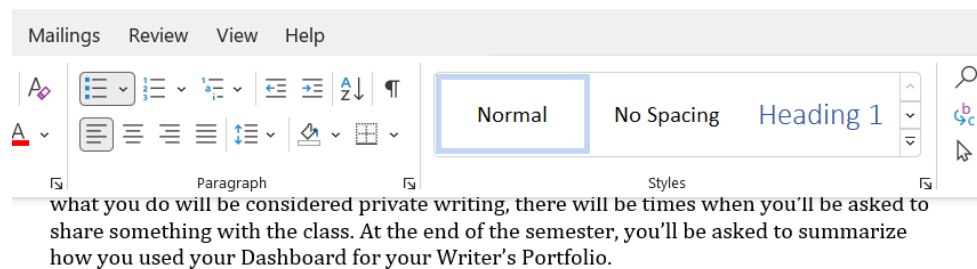 Mailings Review View Help
Normal No Spacing Heading 1
Paragraph Styles
what you do will be considered private writing, there will be times when you'll be asked to
share something with the class. At the end of the semester, you'll be asked to summarize
how you used your Dashboard for your Writer's Portfolio.